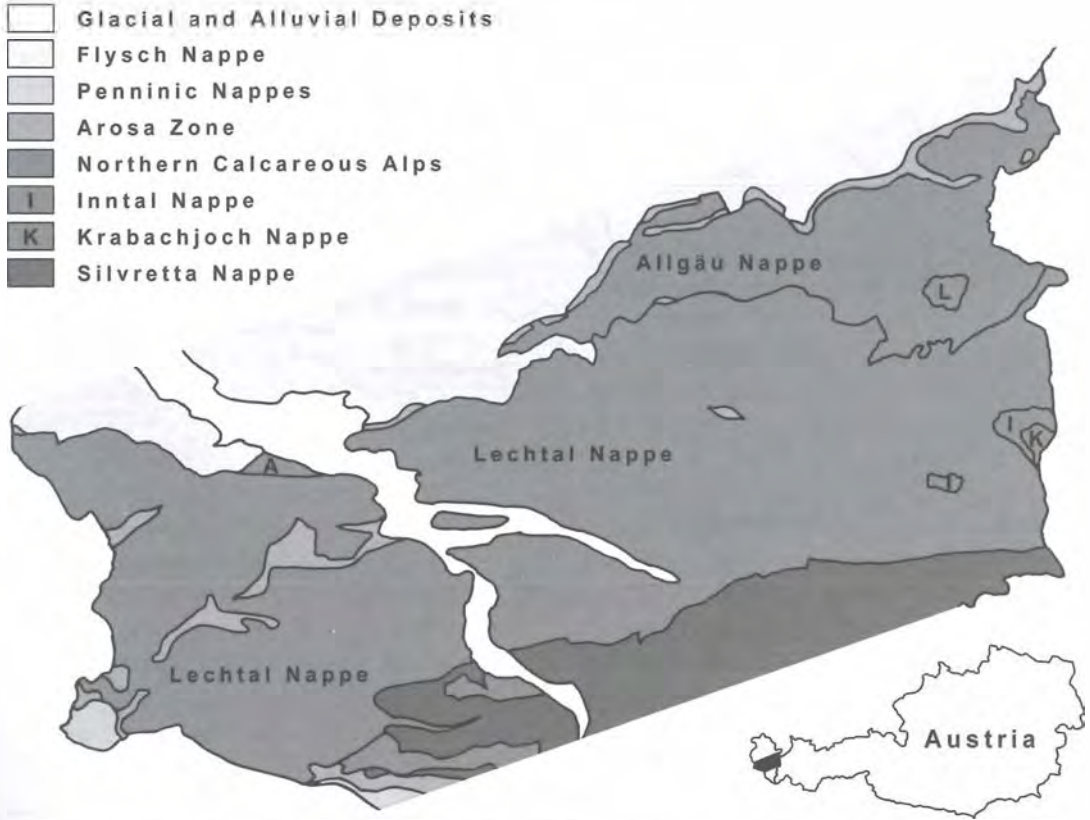 Glacial and Alluvial Deposits
Flysch Nappe
Penninic Nappes
Arosa Zone
Northern Calcareous Alps
I Inntal Nappe
K Krabachjoch Nappe
Silvretta Nappe
Allgäu Nappe
L
I
K
Lechtal Nappe
I
A
Lechtal Nappe
Austria